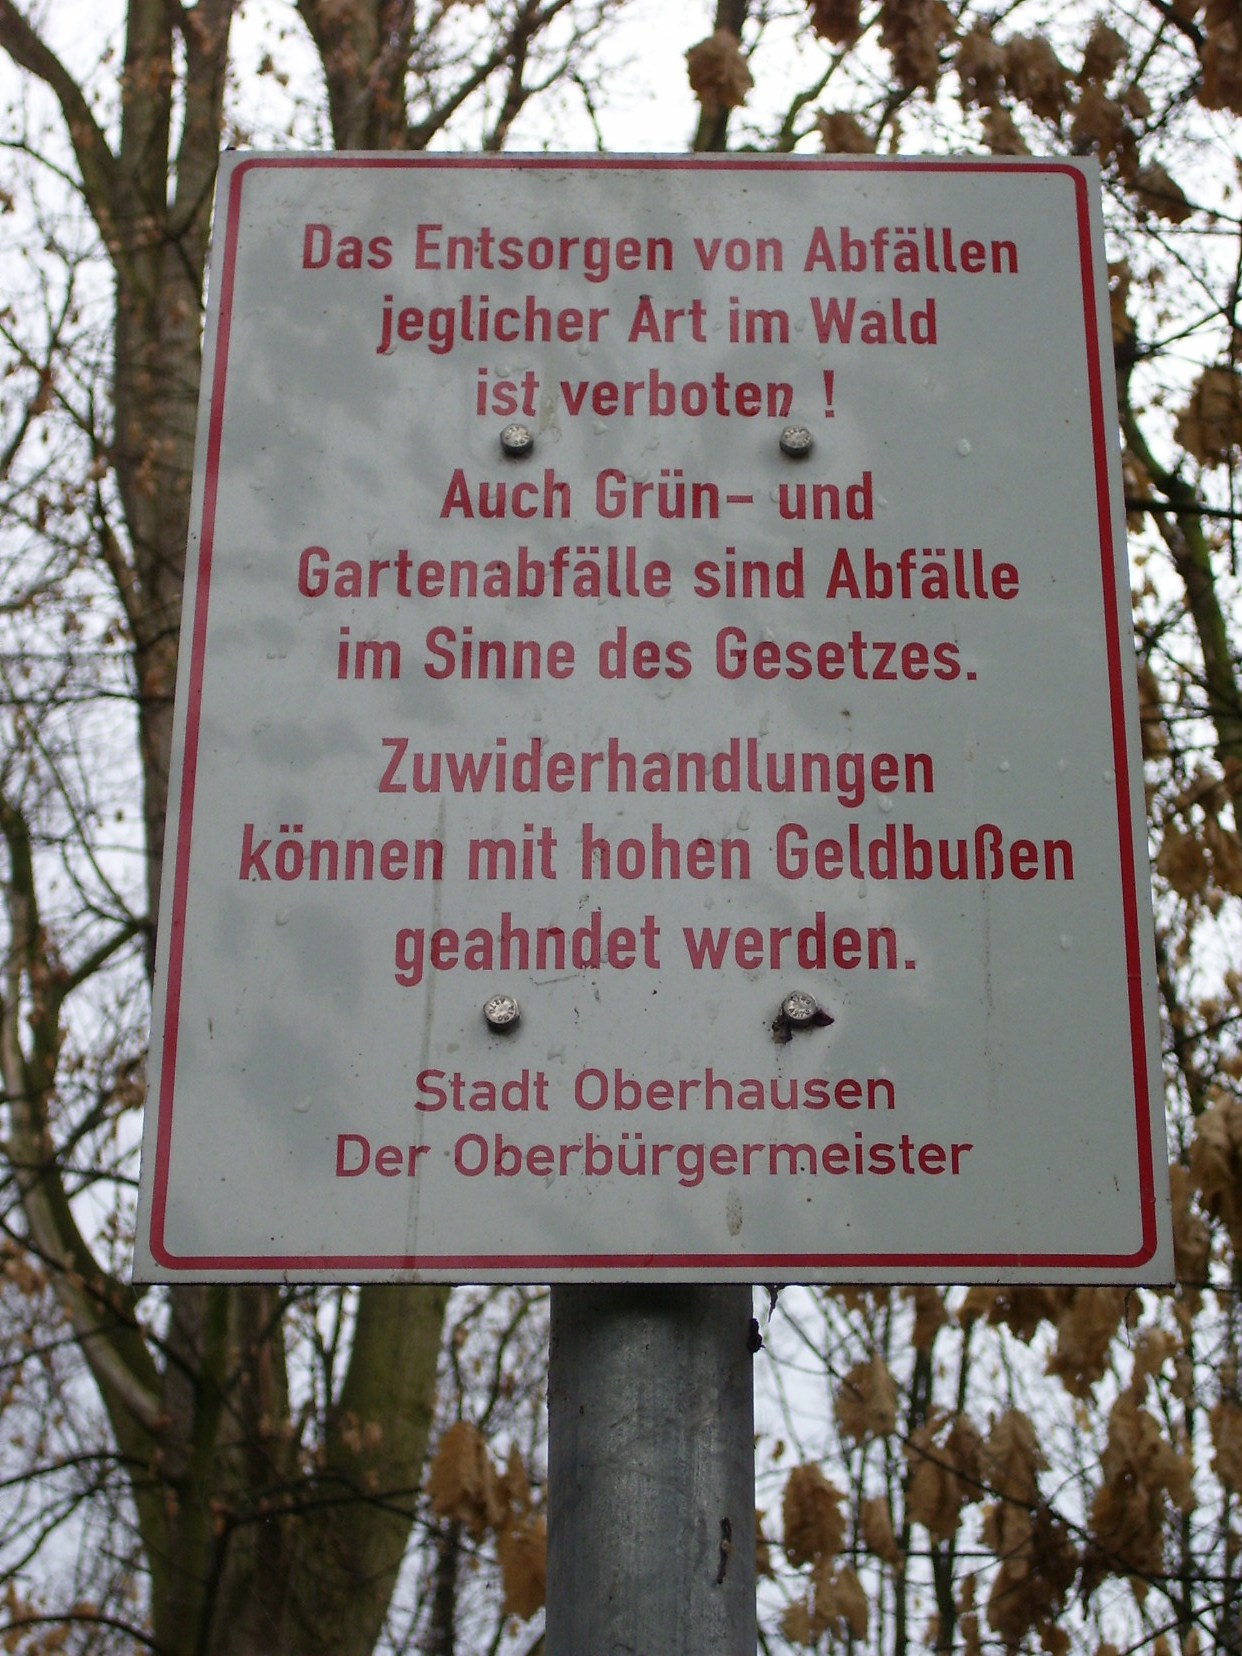 Das Entsorgen von Abfällen
jeglicher Art im Wald
ist verboten !
Auch Grün- und
Gartenabfälle sind Abfälle
im Sinne des Gesetzes.
Zuwiderhandlungen
können mit hohen Geldbußen
geahndet werden.
Stadt Oberhausen
Der Oberbürgermeister